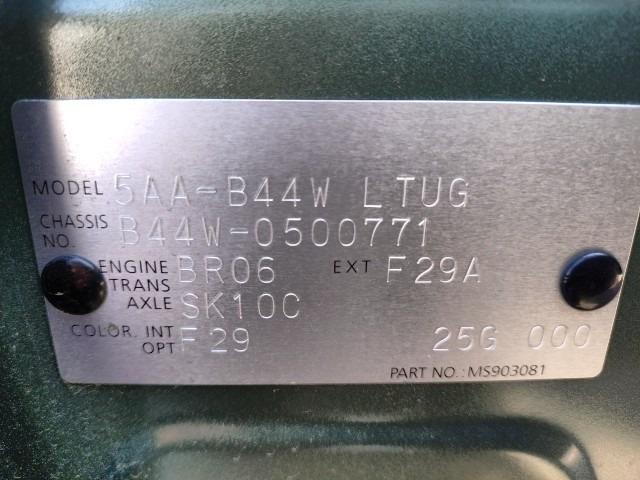 MODEL 5AA-B44W LTUG
CHASSIS NO. B44W-0500771
ENGINE BR06 EXT F29A
TRANS AXLE SK10C
COLOR. INT F29 25G 000
OPT
PART NO.: MS903081